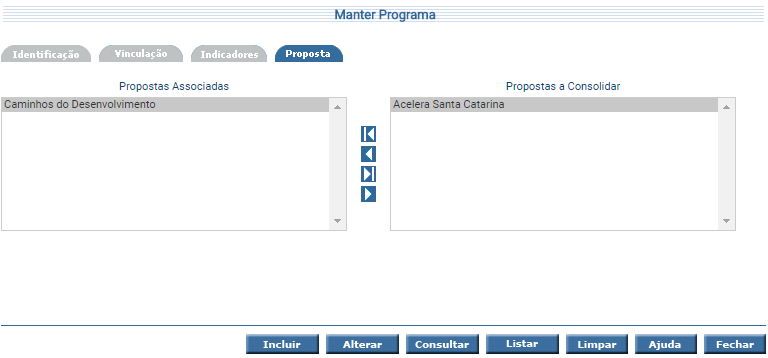 Manter Programa
Identificação Vinculação Indicadores Proposta
Propostas Associadas Propostas a Consolidar
Caminhos do Desenvolvimento Acelera Santa Catarina
Incluir Alterar Consultar Listar Limpar Ajuda Fechar